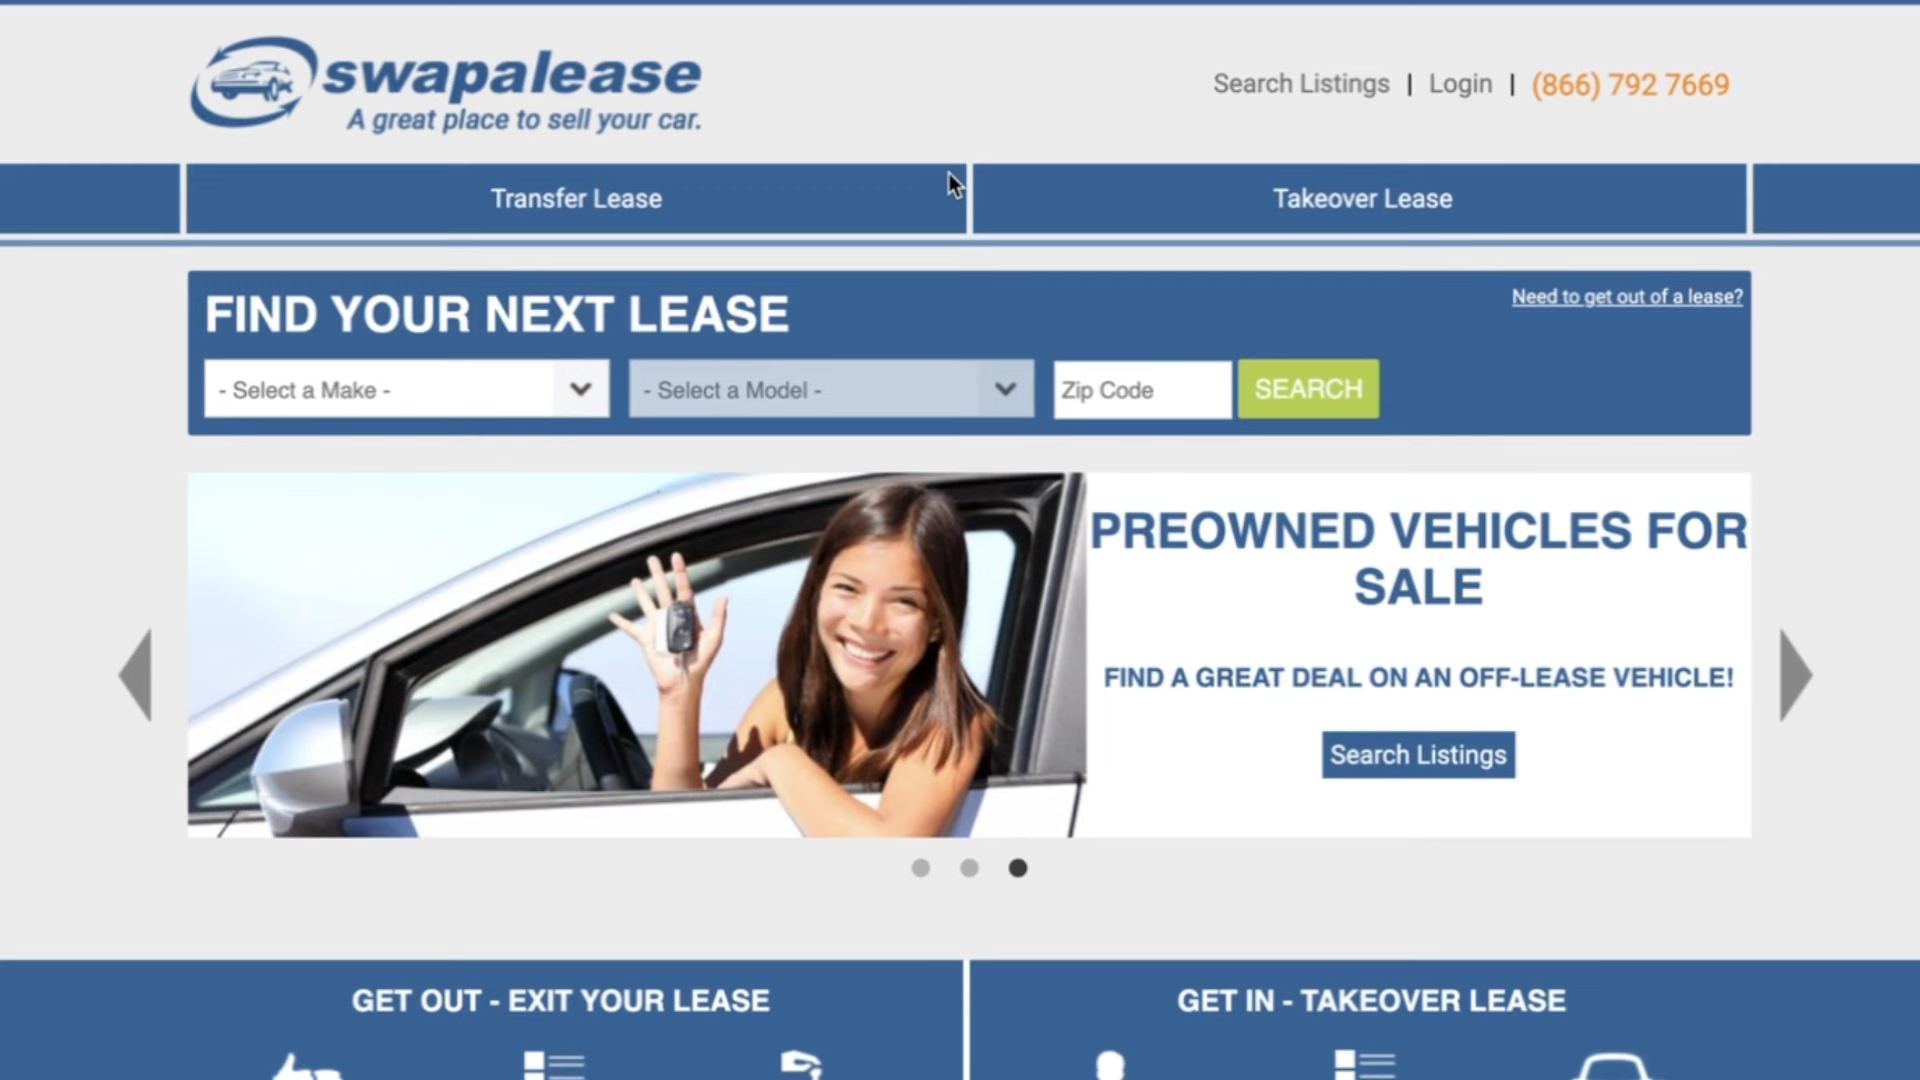 swapalease
A great place to sell your car.
Search Listings | Login | (866) 792 7669
Transfer Lease
Takeover Lease
FIND YOUR NEXT LEASE
Need to get out of a lease?
- Select a Make -
- Select a Model -
Zip Code
SEARCH
PREOWNED VEHICLES FOR
SALE
FIND A GREAT DEAL ON AN OFF-LEASE VEHICLE!
Search Listings
GET OUT - EXIT YOUR LEASE
GET IN - TAKEOVER LEASE